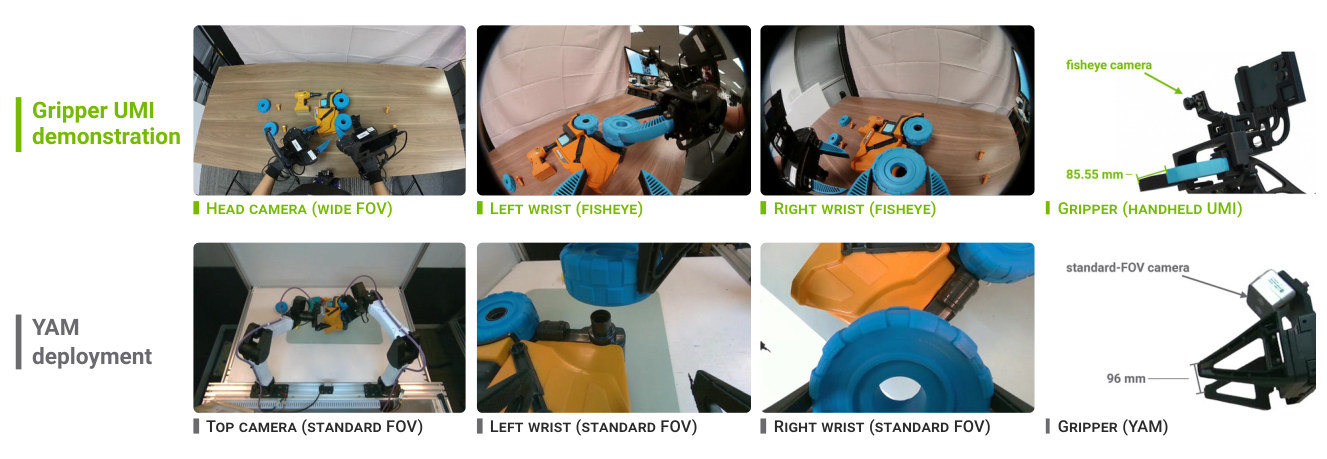 Gripper UMI
demonstration
HEAD CAMERA (WIDE FOV)
LEFT WRIST (FISHEYE)
RIGHT WRIST (FISHEYE)
fisheye camera
85.55 mm
GRIPPER (HANDHELD UMI)
YAM
deployment
TOP CAMERA (STANDARD FOV)
LEFT WRIST (STANDARD FOV)
RIGHT WRIST (STANDARD FOV)
standard-FOV camera
96 mm
GRIPPER (YAM)